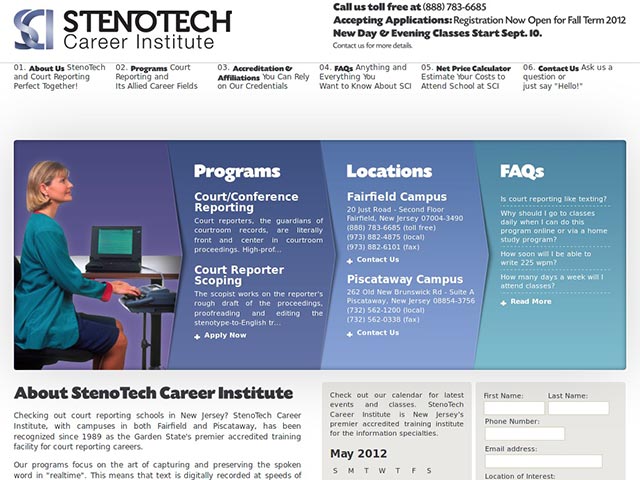 SCI STENOTECH
Career Institute
Call us toll free at (888) 783-6685
Accepting Applications: Registration Now Open for Fall Term 2012
New Day & Evening Classes Start Sept. 10.
Contact us for more details.
01. About Us StenoTech
and Court Reporting
Perfect Together!
02. Programs Court
Reporting and
Its Allied Career Fields
03. Accreditation &
Affiliations You Can Rely
on Our Credentials
04. FAQs Anything and
Everything You
Want to Know About SCI
05. Net Price Calculator
Estimate Your Costs to
Attend School at SCI
06. Contact Us Ask us a
question or
just say "Hello!"
Programs
Court/Conference
Reporting
Court reporters, the guardians of
courtroom records, are literally
front and center in courtroom
proceedings. High-prof...
Court Reporter
Scoping
The scopist works on the reporter's
rough draft of the proceedings,
proofreading and editing the
stenotype-to-English tr...
Apply Now
Locations
Fairfield Campus
20 Just Road - Second Floor
Fairfield, New Jersey 07004-3490
(888) 783-6685 (toll free)
(973) 882-4875 (local)
(973) 882-6101 (fax)
Contact Us
Piscataway Campus
262 Old New Brunswick Rd - Suite A
Piscataway, New Jersey 08854-3756
(732) 562-1200 (local)
(732) 562-0338 (fax)
Contact Us
FAQs
Is court reporting like texting?
Why should I go to classes
daily when I can do this
program online or via a home
study program?
How soon will I be able to
write 225 wpm?
How many days a week will I
attend classes?
Read More
About StenoTech Career Institute
Checking out court reporting schools in New Jersey? StenoTech Career
Institute, with campuses in both Fairfield and Piscataway, has been
recognized since 1989 as the Garden State's premier accredited training
facility for court reporting careers.
Our programs focus on the art of capturing and preserving the spoken
word in "realtime". This means that text is digitally recorded at speeds of
Check out our calendar for latest
events and classes. StenoTech
Career Institute is New Jersey's
premier accredited training institute
for the information specialties.
May 2012
S M T W T F S
First Name: Last Name:
Phone Number:
Email address:
Location of Interest: